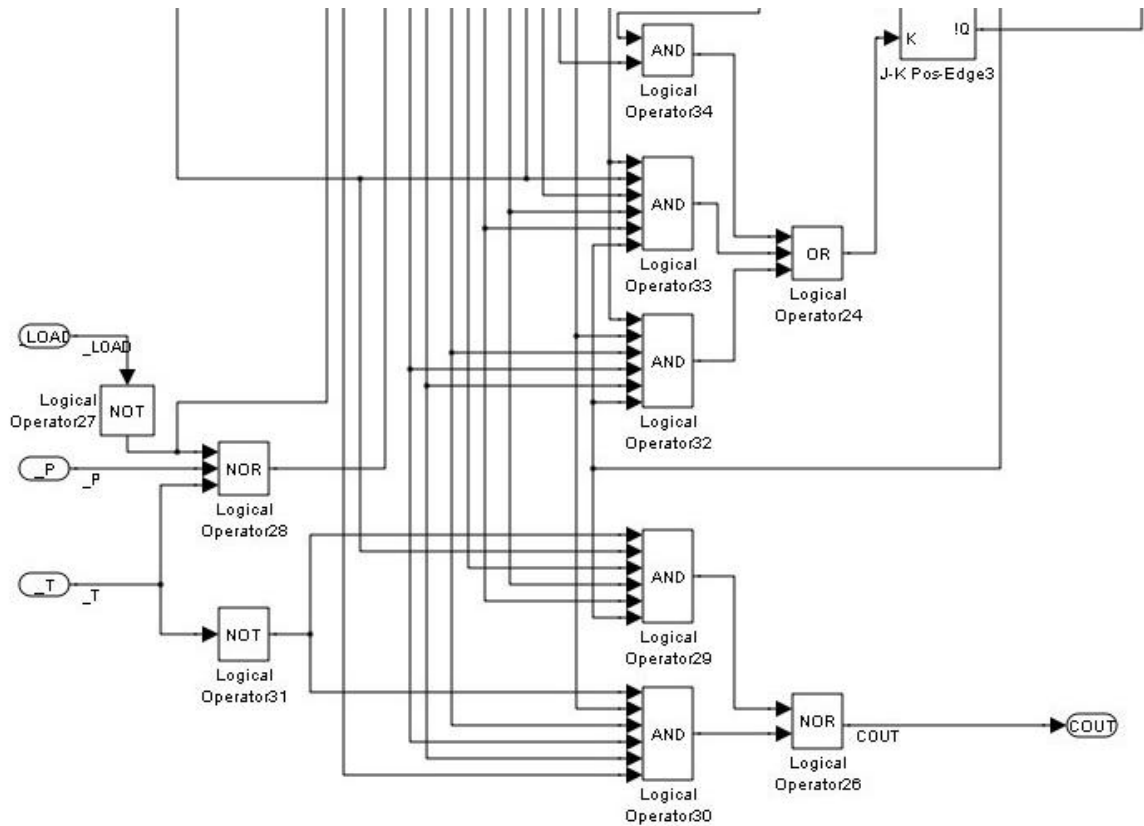 AND
Logical
Operator34
K
!Q
J-K Pos-Edge3
AND
Logical
Operator33
OR
Logical
Operator24
_LOAD
_LOAD
NOT
Logical
Operator27
AND
Logical
Operator32
_P
_P
NOR
Logical
Operator28
_T
_T
NOT
Logical
Operator31
AND
Logical
Operator29
AND
Logical
Operator30
NOR
Logical
Operator26
COUT
COUT